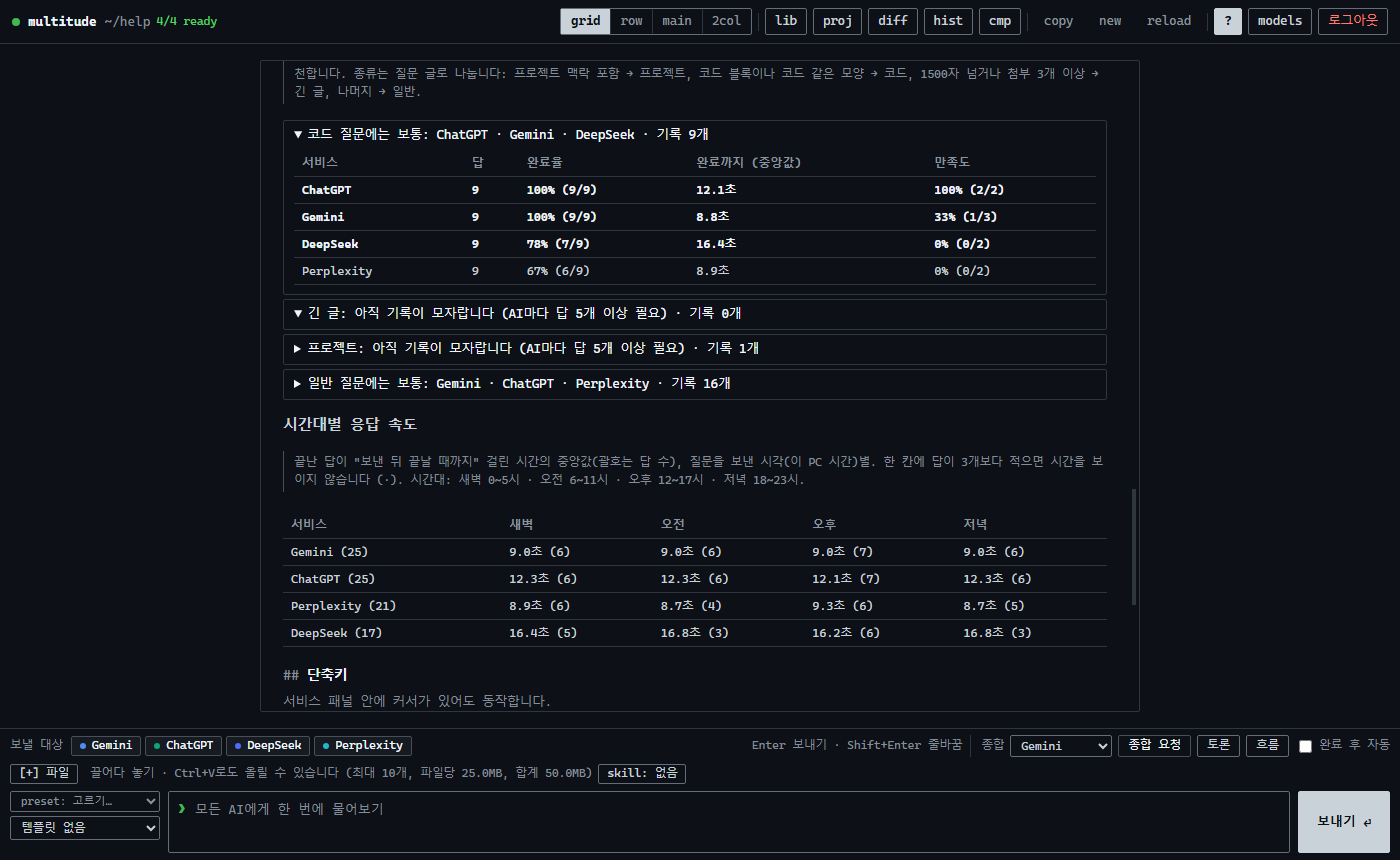 multitude ~/help 4/4 ready grid row main 2col lib proj diff hist cmp copy new reload ? models 로그아웃
천합니다. 종류는 질문 글로 나눕니다: 프로젝트 맥락 포함 → 프로젝트, 코드 블록이나 코드 같은 모양 → 코드, 1500자 넘거나 첨부 3개 이상 →
긴 글, 나머지 → 일반.
▼ 코드 질문에는 보통: ChatGPT · Gemini · DeepSeek · 기록 9개
서비스 답 완료율 완료까지 (중앙값) 만족도
ChatGPT 9 100% (9/9) 12.1초 100% (2/2)
Gemini 9 100% (9/9) 8.8초 33% (1/3)
DeepSeek 9 78% (7/9) 16.4초 0% (0/2)
Perplexity 9 67% (6/9) 8.9초 0% (0/2)
▼ 긴 글: 아직 기록이 모자랍니다 (AI마다 답 5개 이상 필요) · 기록 0개
▶ 프로젝트: 아직 기록이 모자랍니다 (AI마다 답 5개 이상 필요) · 기록 1개
▶ 일반 질문에는 보통: Gemini · ChatGPT · Perplexity · 기록 16개
시간대별 응답 속도
끝난 답이 "보낸 뒤 끝날 때까지" 걸린 시간의 중앙값(괄호는 답 수), 질문을 보낸 시각(이 PC 시간)별. 한 칸에 답이 3개보다 적으면 시간을 보
이지 않습니다 (·). 시간대: 새벽 0~5시 · 오전 6~11시 · 오후 12~17시 · 저녁 18~23시.
서비스 새벽 오전 오후 저녁
Gemini (25) 9.0초 (6) 9.0초 (6) 9.0초 (7) 9.0초 (6)
ChatGPT (25) 12.3초 (6) 12.3초 (6) 12.1초 (7) 12.3초 (6)
Perplexity (21) 8.9초 (6) 8.7초 (4) 9.3초 (6) 8.7초 (5)
DeepSeek (17) 16.4초 (5) 16.8초 (3) 16.2초 (6) 16.8초 (3)
## 단축키
서비스 패널 안에 커서가 있어도 동작합니다.
보낼 대상 Gemini ChatGPT DeepSeek Perplexity Enter 보내기 · Shift+Enter 줄바꿈 종합 Gemini 종합 요청 토론 흐름 완료 후 자동
[+] 파일 끌어다 놓기 · Ctrl+V로도 올릴 수 있습니다 (최대 10개, 파일당 25.0MB, 합계 50.0MB) skill: 없음
preset: 고르기…
템플릿 없음
❯ 모든 AI에게 한 번에 물어보기
보내기 ↵